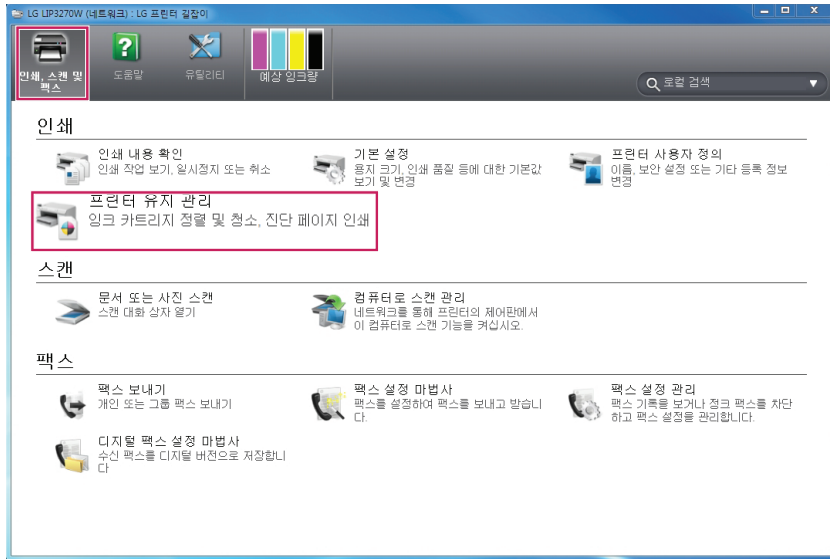 LG LIP3270W (네트워크) : LG 프린터 길잡이
인쇄, 스캔 및
팩스
도움말
유틸리티
예상 잉크량
로컬 검색
인쇄
인쇄 내용 확인
인쇄 작업 보기, 일시정지 또는 취소
기본 설정
용지 크기, 인쇄 품질 등에 대한 기본값
보기 및 변경
프린터 사용자 정의
이름, 보안 설정 또는 기타 등록 정보
변경
프린터 유지 관리
잉크 카트리지 정렬 및 청소, 진단 페이지 인쇄
스캔
문서 또는 사진 스캔
스캔 대화 상자 열기
컴퓨터로 스캔 관리
네트워크를 통해 프린터의 제어판에서
이 컴퓨터로 스캔 기능을 켜십시오.
팩스
팩스 보내기
개인 또는 그룹 팩스 보내기
팩스 설정 마법사
팩스를 설정하여 팩스를 보내고 받습니
다.
팩스 설정 관리
팩스 기록을 보거나 정크 팩스를 차단
하고 팩스 설정을 관리합니다.
디지털 팩스 설정 마법사
수신 팩스를 디지털 버전으로 저장합니
다